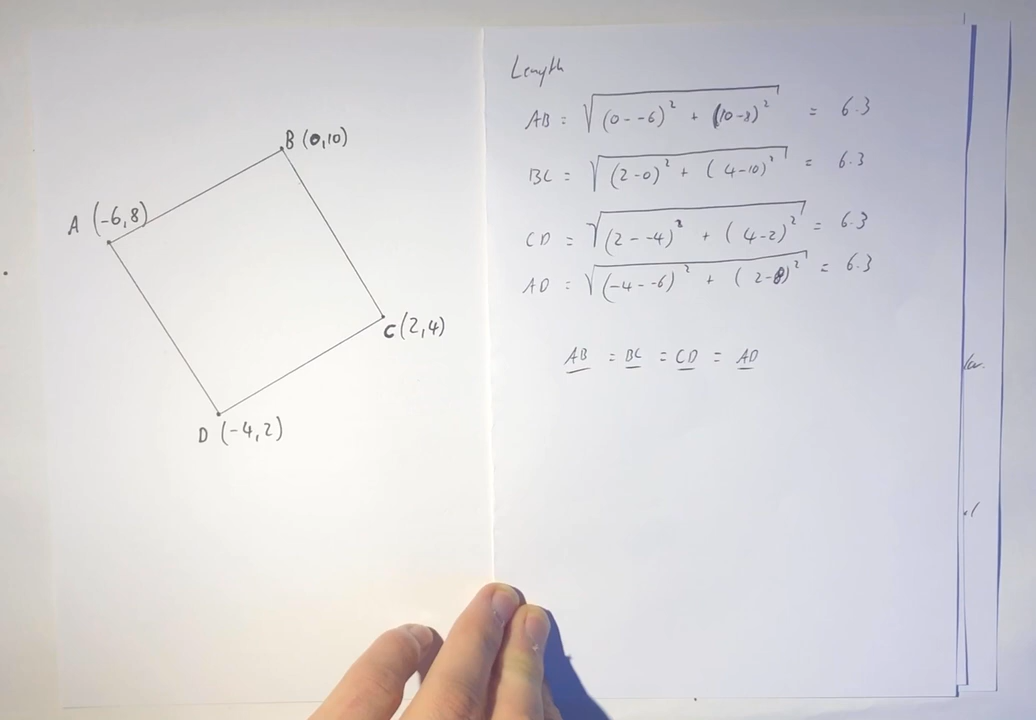 B (0,10)
A (-6,8)
C (2,4)
D (-4,2)
Length
AB = √(0--6)² + (10-8)² = 6.3
BC = √(2-0)² + (4-10)² = 6.3
CD = √(2--4)² + (4-2)² = 6.3
AD = √(-4--6)² + (2-8)² = 6.3
AB = BC = CD = AD